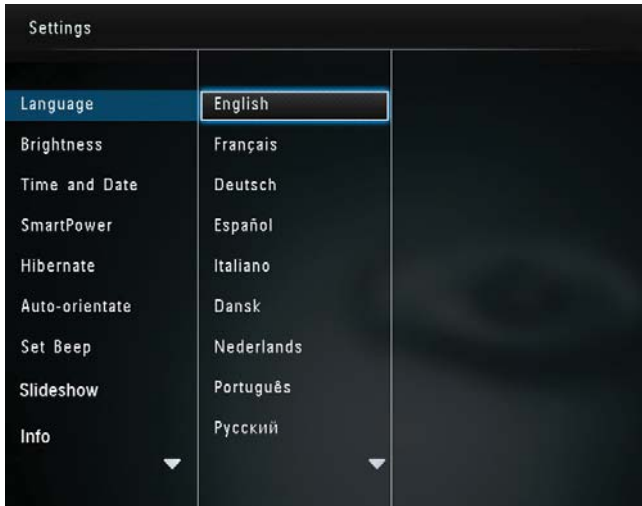 Settings
Language
Brightness
Time and Date
SmartPower
Hibernate
Auto-orientate
Set Beep
Slideshow
Info
English
Français
Deutsch
Español
Italiano
Dansk
Nederlands
Português
Русский